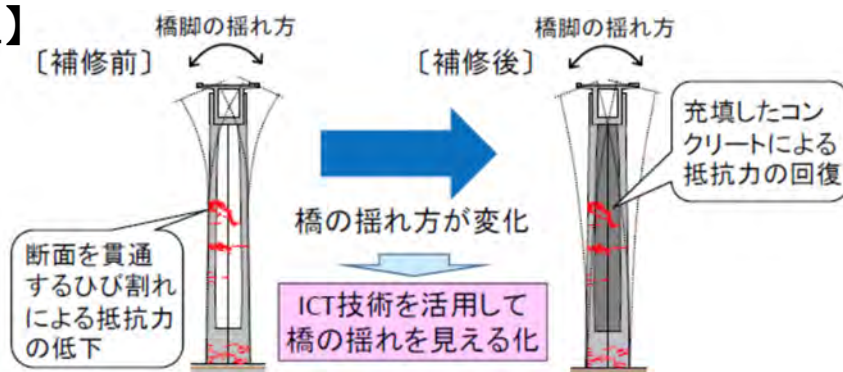 】
橋脚の揺れ方
〔補修前〕
断面を貫通
するひび割れ
による抵抗力
の低下
橋の揺れ方が変化
ICT技術を活用して
橋の揺れを見える化
橋脚の揺れ方
〔補修後〕
充填したコン
クリートによる
抵抗力の回復